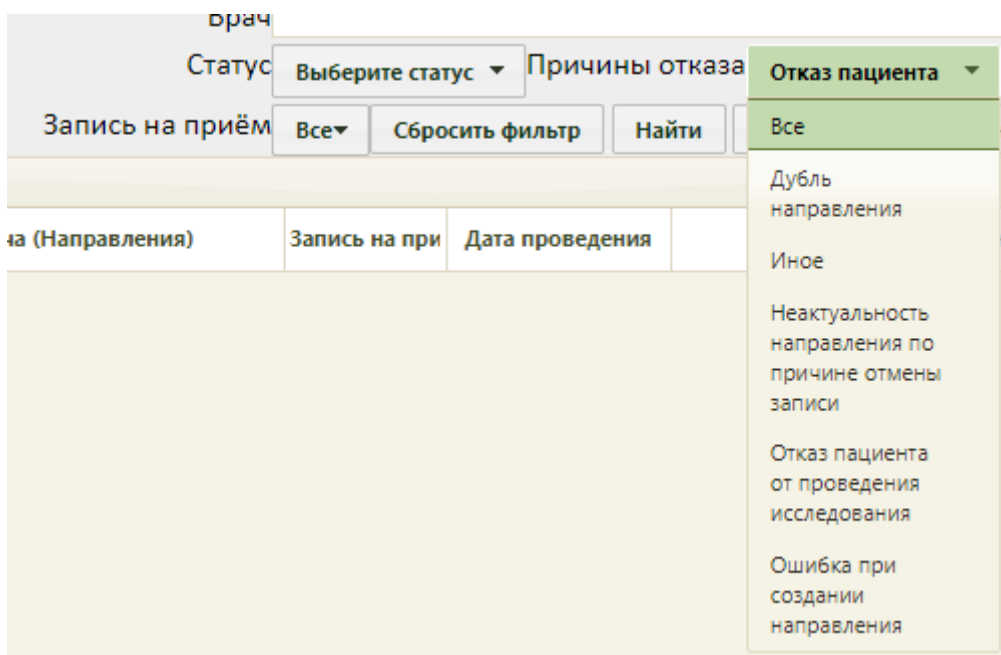 Врач
Статус Выберите статус Причины отказа Отказ пациента
Запись на приём Все Сбросить фильтр Найти Все
Дубль
направления
на (Направления) Запись на при Дата проведения
Иное
Неактуальность
направления по
причине отмены
записи
Отказ пациента
от проведения
исследования
Ошибка при
создании
направления